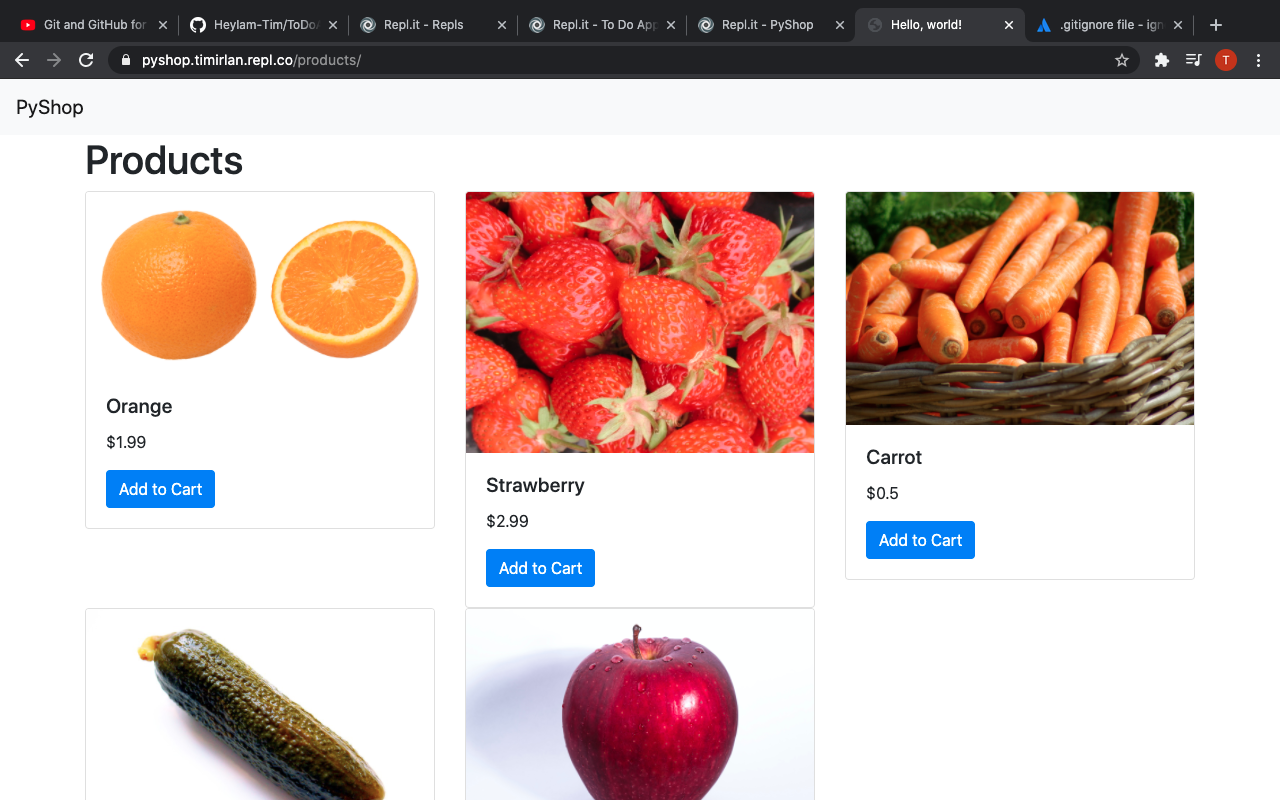 Git and GitHub for
Heylam-Tim/ToDo
Repl.it - Repls
Repl.it - To Do App
Repl.it - PyShop
Hello, world!
.gitignore file - ign
pyshop.timirlan.repl.co/products/
T
PyShop
Products
Orange
$1.99
Add to Cart
Strawberry
$2.99
Add to Cart
Carrot
$0.5
Add to Cart